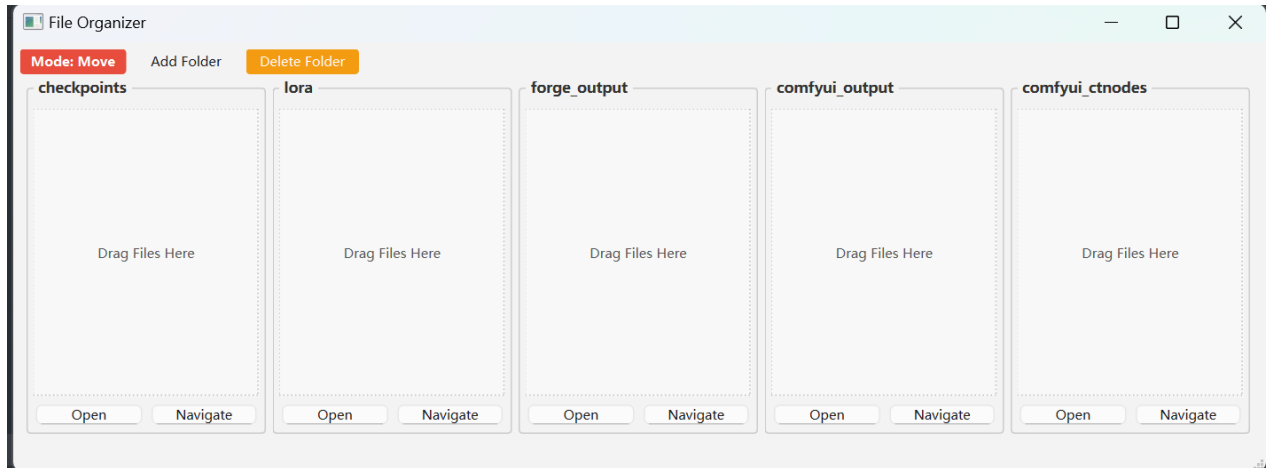 File Organizer
Mode: Move Add Folder Delete Folder
checkpoints lora forge_output comfyui_output comfyui_ctnodes
Drag Files Here Drag Files Here Drag Files Here Drag Files Here Drag Files Here
Open Navigate Open Navigate Open Navigate Open Navigate Open Navigate